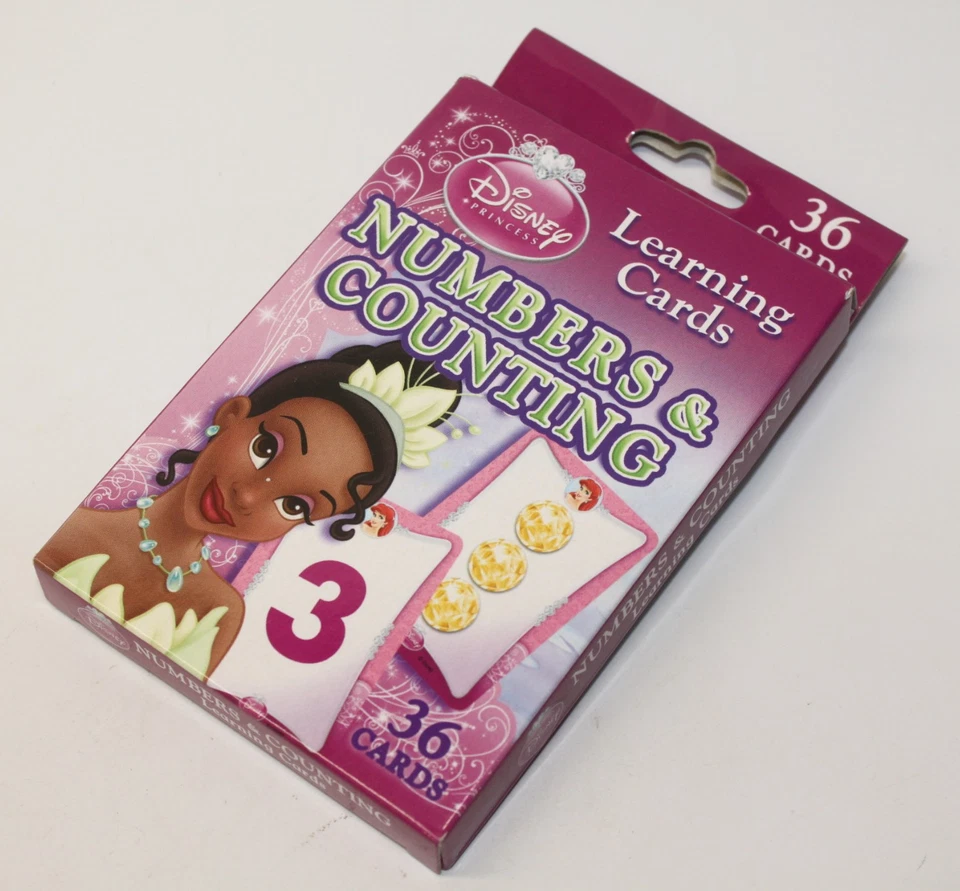 36
CARDS
Disney
PRINCESS
Learning
Cards
NUMBERS &
COUNTING
3
36
CARDS
Disney
NUMBERS & COUNTING
Learning Cards
NUMBERS & COUNTING
Learning Cards